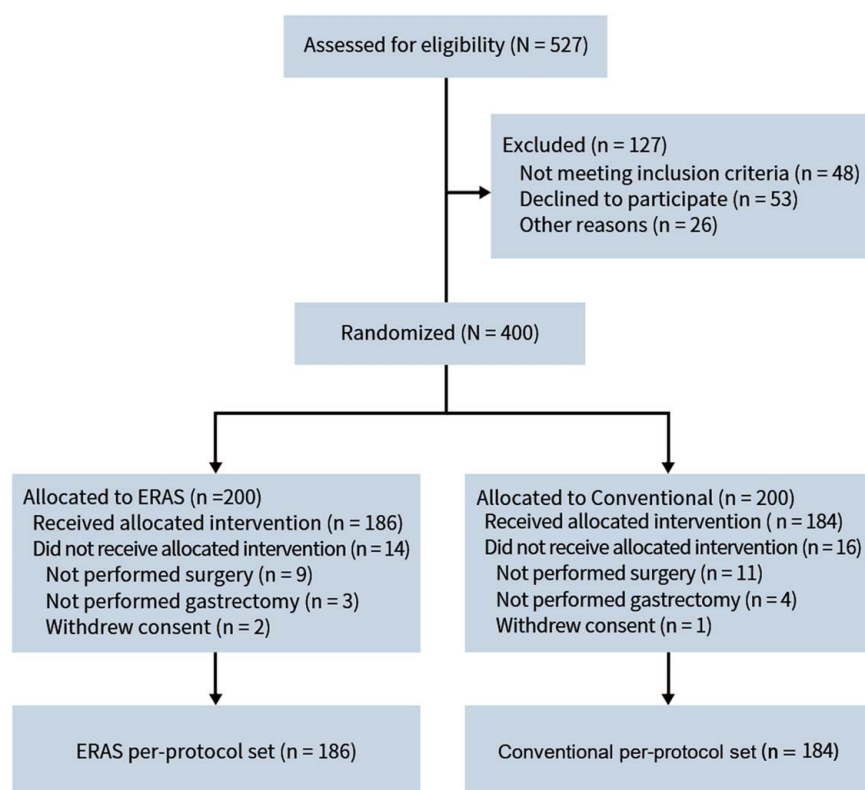 Assessed for eligibility (N = 527)
Excluded (n = 127)
Not meeting inclusion criteria (n = 48)
Declined to participate (n = 53)
Other reasons (n = 26)
Randomized (N = 400)
Allocated to ERAS (n =200)
Received allocated intervention (n = 186)
Did not receive allocated intervention (n = 14)
Not performed surgery (n = 9)
Not performed gastrectomy (n = 3)
Withdrew consent (n = 2)
Allocated to Conventional (n = 200)
Received allocated intervention ( n = 184)
Did not receive allocated intervention (n = 16)
Not performed surgery (n = 11)
Not performed gastrectomy (n = 4)
Withdrew consent (n = 1)
ERAS per-protocol set (n = 186)
Conventional per-protocol set (n = 184)